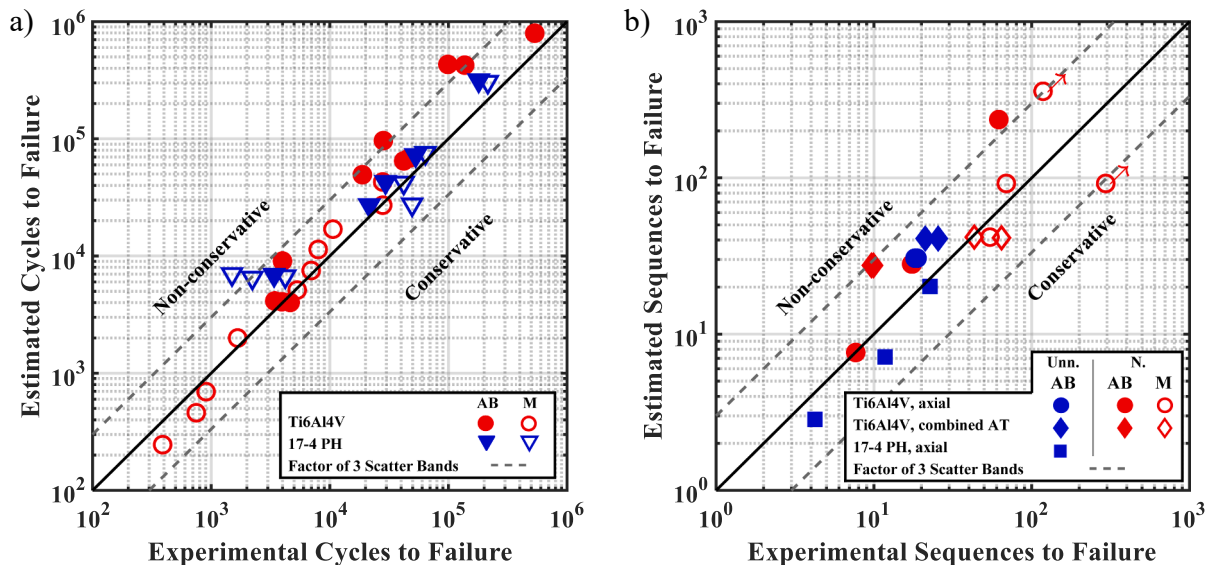 a)
10^6
10^5
10^4
10^3
10^2
Estimated Cycles to Failure
Non-conservative
Conservative
AB M
Ti6Al4V
17-4 PH
Factor of 3 Scatter Bands
10^2 10^3 10^4 10^5 10^6
Experimental Cycles to Failure
b)
10^3
10^2
10^1
10^0
Estimated Sequences to Failure
Non-conservative
Conservative
Unn. N.
AB AB M
Ti6Al4V, axial
Ti6Al4V, combined AT
17-4 PH, axial
Factor of 3 Scatter Bands
10^0 10^1 10^2 10^3
Experimental Sequences to Failure